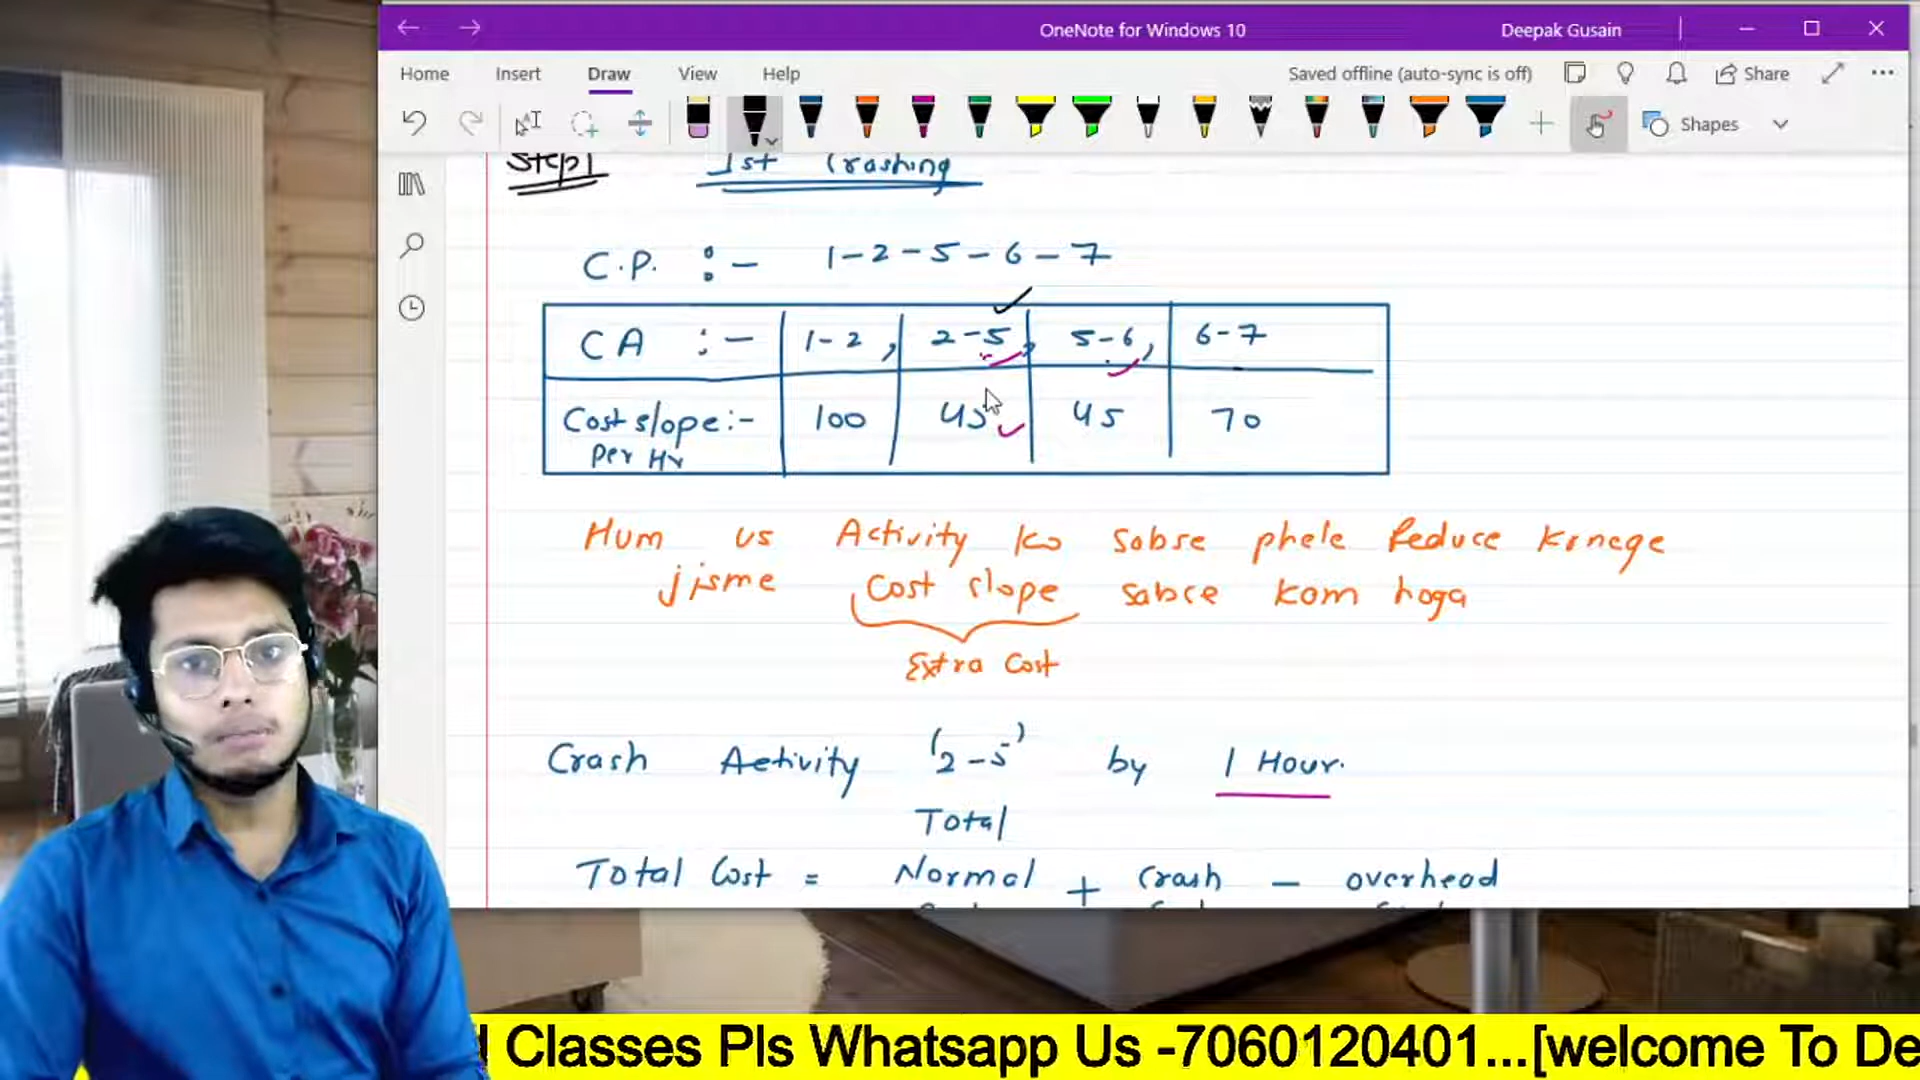 OneNote for Windows 10
Deepak Gusain
Home Insert Draw View Help
Saved offline (auto-sync is off)
Share
Shapes
Step1 1st Crashing
C.P. :- 1-2-5-6-7
CA :- 1-2, 2-5, 5-6, 6-7
Cost slope:- 100 45 45 70
Per Hr
Hum us Activity ko sabse phele Reduce krnege
jisme Cost slope sabse kom hoga
Extra Cost
Crash Activity (2-5) by 1 Hour.
Total
Total Cost = Normal + Crash - overhead
Classes Pls Whatsapp Us -7060120401...[welcome To De